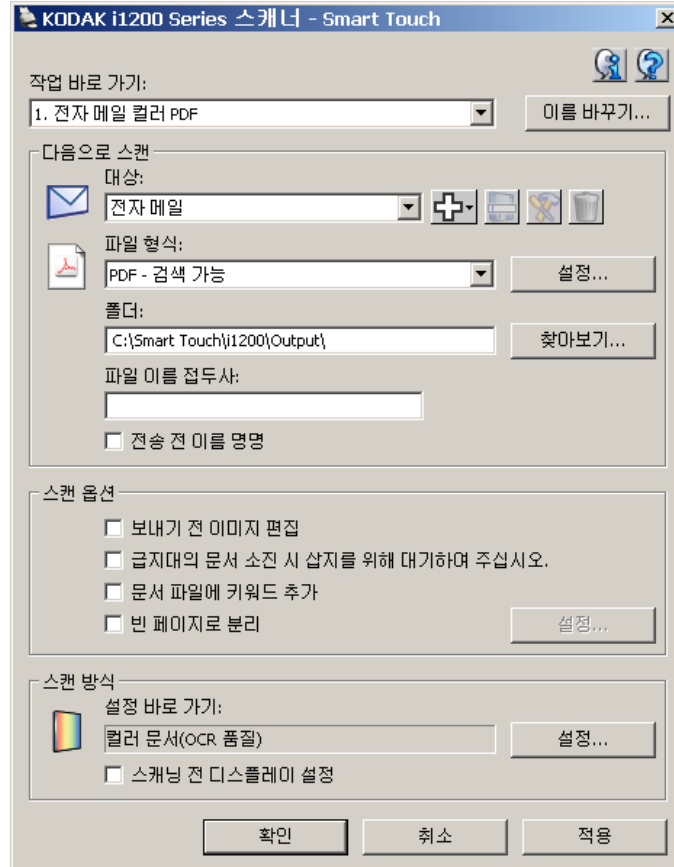 KODAK i1200 Series 스캐너 - Smart Touch
작업 바로 가기:
1. 전자 메일 컬러 PDF
이름 바꾸기...
다음으로 스캔
대상:
전자 메일
파일 형식:
PDF - 검색 가능
설정...
폴더:
C:\Smart Touch\i1200\Output\
찾아보기...
파일 이름 접두사:
전송 전 이름 명명
스캔 옵션
보내기 전 이미지 편집
급지대의 문서 소진 시 삽지를 위해 대기하며 주십시오.
문서 파일에 키워드 추가
빈 페이지로 분리
설정...
스캔 방식
설정 바로 가기:
컬러 문서(OCR 품질)
설정...
스캐닝 전 디스플레이 설정
확인
취소
적용